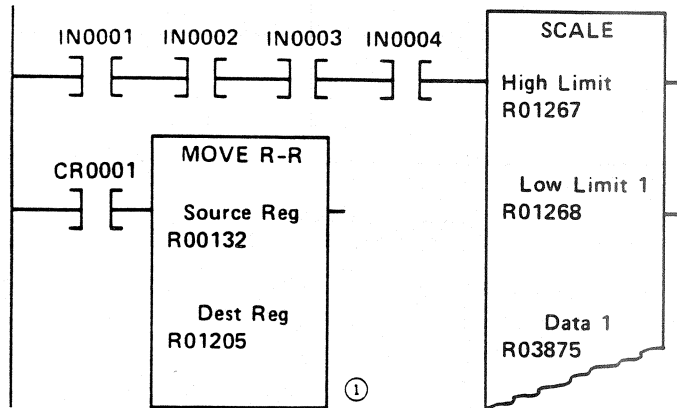 IN0001 IN0002 IN0003 IN0004
SCALE
High Limit
R01267
CR0001
MOVE R-R
Source Reg
R00132
Low Limit 1
R01268
Dest Reg
R01205
Data 1
R03875
①